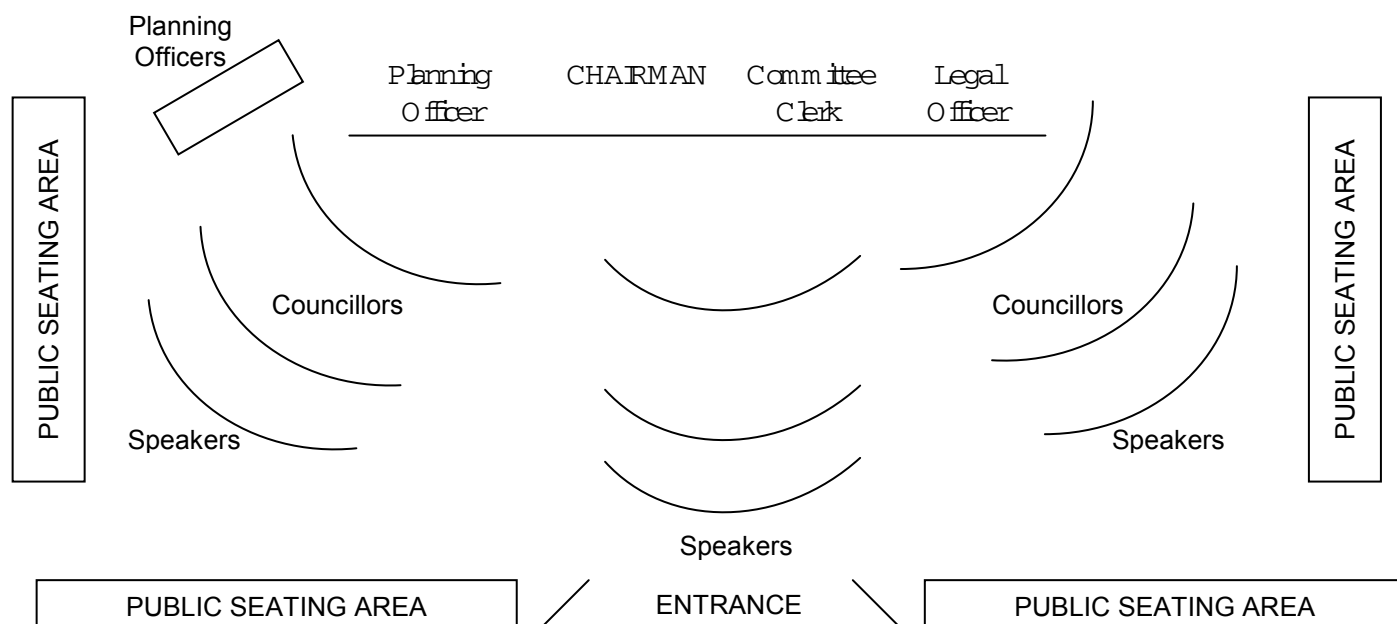 Planning
Officers
Planning
Officer
CHAIRMAN
Committee
Clerk
Legal
Officer
PUBLIC SEATING AREA
PUBLIC SEATING AREA
Councillors
Councillors
Speakers
Speakers
Speakers
PUBLIC SEATING AREA
ENTRANCE
PUBLIC SEATING AREA